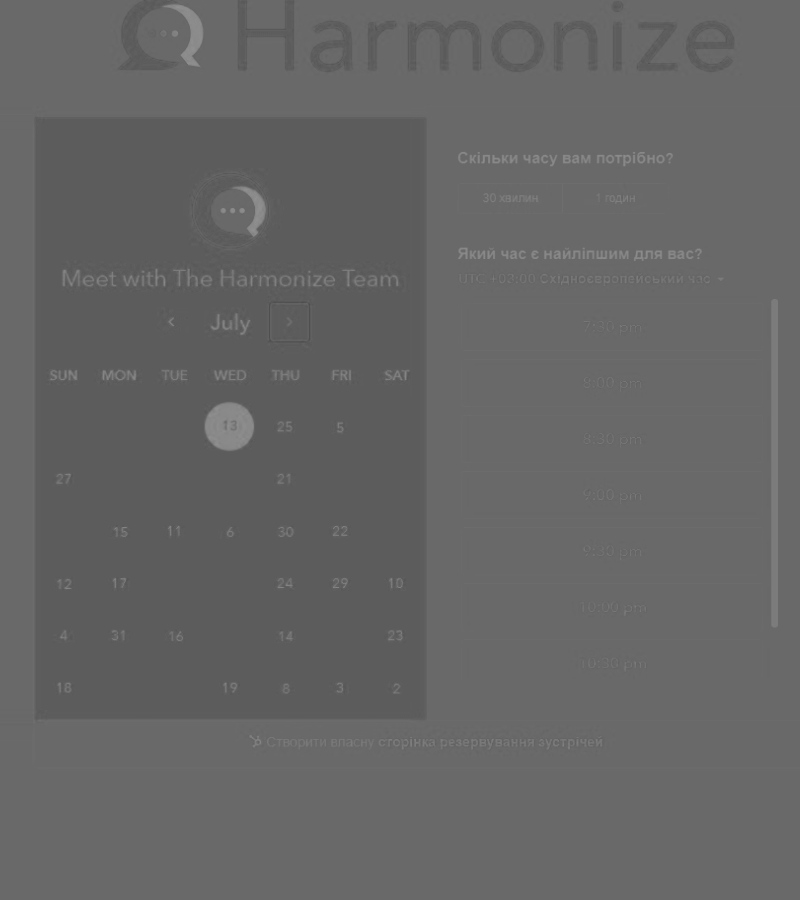 Harmonize
Meet with The Harmonize Team
July
SUN MON TUE WED THU FRI SAT
13 25 5
27 21
15 11 6 30 22
12 17 24 29 10
4 31 16 14 23
18 19 8 3 2
Скільки часу вам потрібно?
30 хвилин 1 годин
Який час є найліпшим для вас?
UTC +03:00 Східноєвропейський час
7:30 pm
8:00 pm
8:30 pm
9:00 pm
9:30 pm
10:00 pm
10:30 pm
Створити власну сторінка резервування зустрічей